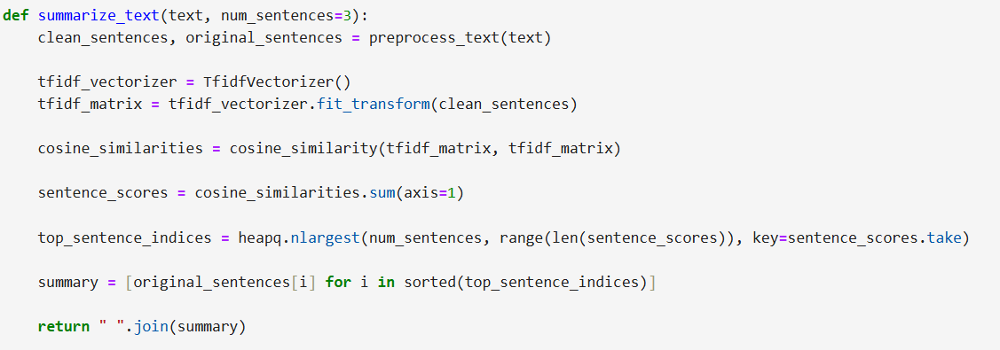 def summarize_text(text, num_sentences=3):
    clean_sentences, original_sentences = preprocess_text(text)
    tfidf_vectorizer = TfidfVectorizer()
    tfidf_matrix = tfidf_vectorizer.fit_transform(clean_sentences)
    cosine_similarities = cosine_similarity(tfidf_matrix, tfidf_matrix)
    sentence_scores = cosine_similarities.sum(axis=1)
    top_sentence_indices = heapq.nlargest(num_sentences, range(len(sentence_scores)), key=sentence_scores.take)
    summary = [original_sentences[i] for i in sorted(top_sentence_indices)]
    return " ".join(summary)